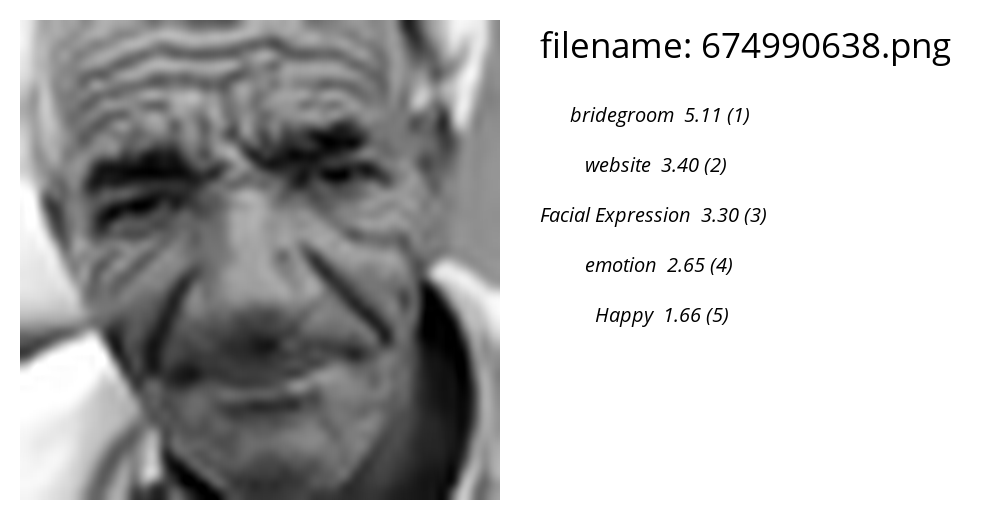 filename: 674990638.png
bridegroom 5.11 (1)
website 3.40 (2)
Facial Expression 3.30 (3)
emotion 2.65 (4)
Happy 1.66 (5)